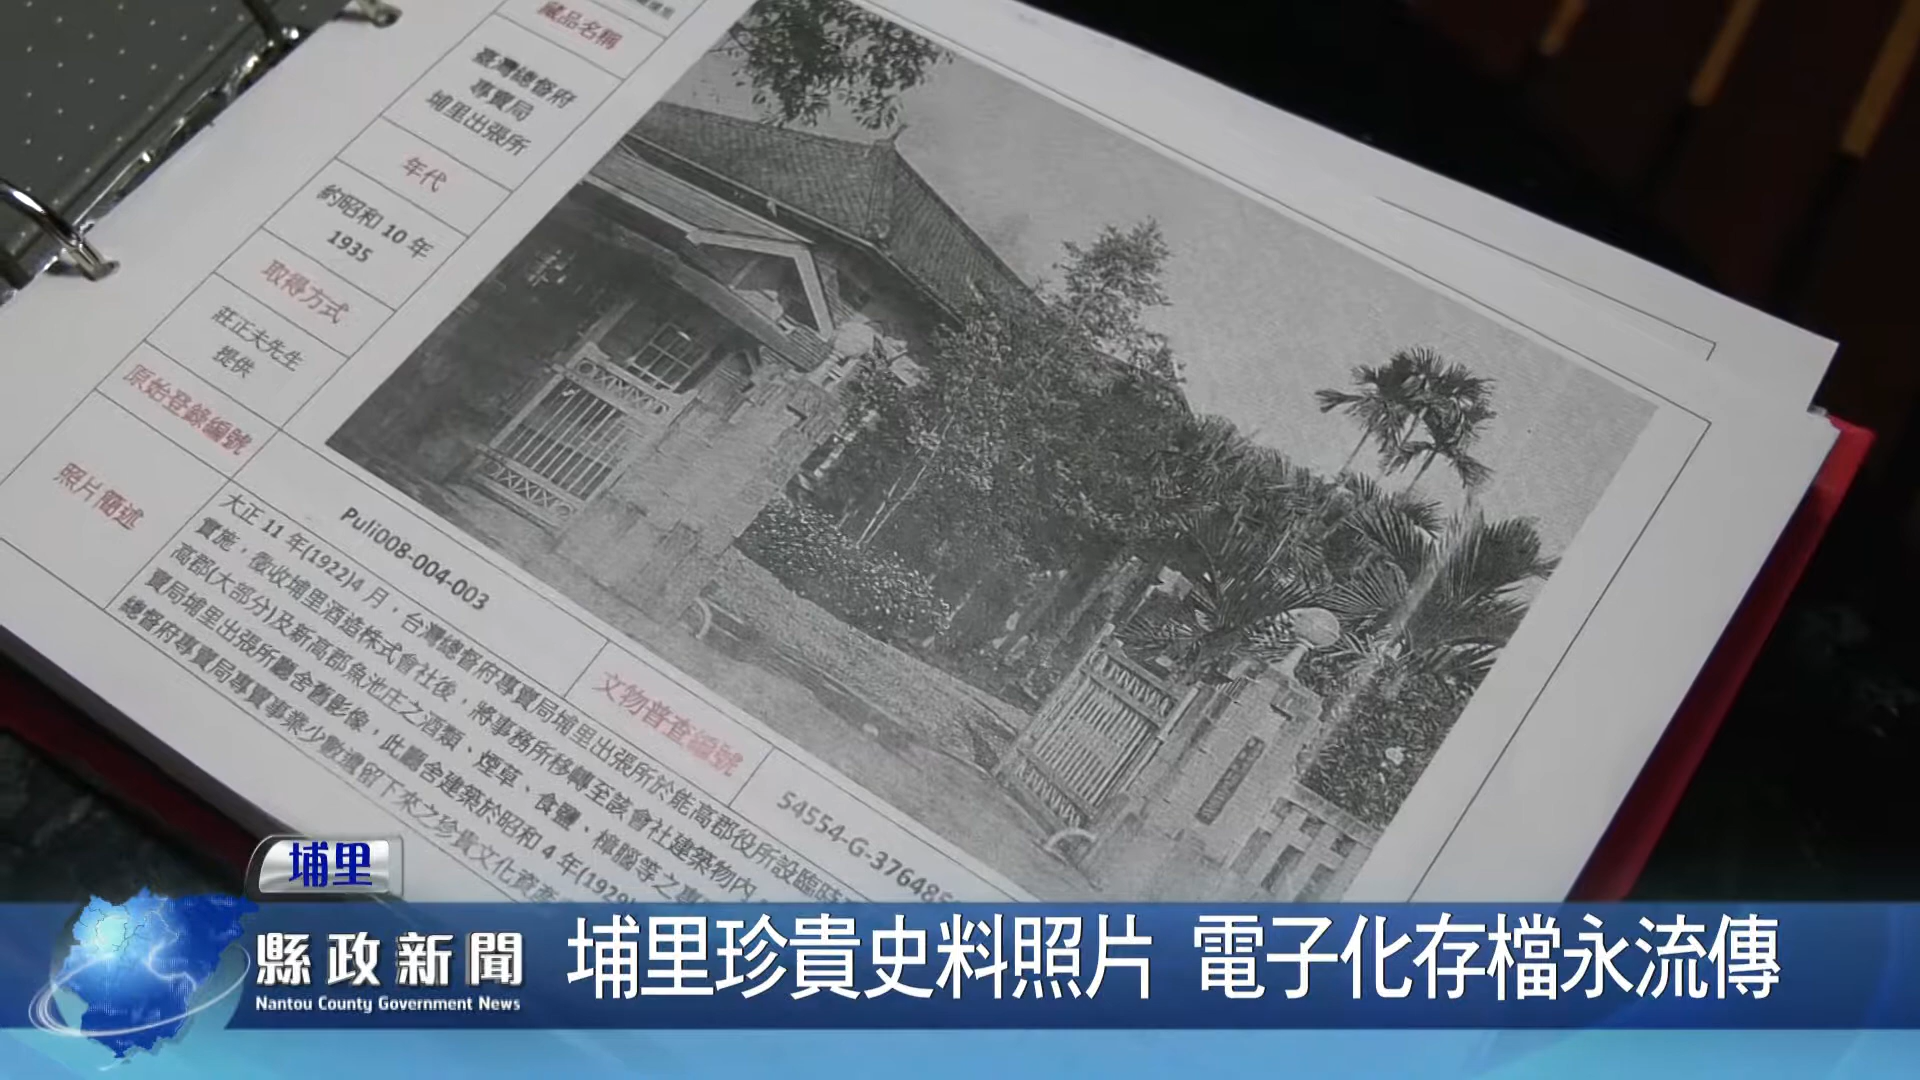 藏品名稱
臺灣總督府
專賣局
埔里出張所
年代
約昭和 10 年
1935
取得方式
莊正夫先生
提供
原始登錄編號
Puli008-004-003
文物普查編號
54554-G-37648
照片簡述
大正 11 年(1922)4 月，台灣總督府專賣局埔里出張所於能高郡役所設臨時
實施，徵收埔里酒造株式會社後，將事務所移轉至該會社建築物內，
高郡(大部分)及新高郡魚池庄之酒類、煙草、食鹽、樟腦等之專
賣局埔里出張所廳舍舊影像，此廳舍建築於昭和 4 年(1929)
總督府專賣局專賣事業少數遺留下來之珍貴文化資產
埔里
縣政新聞
Nantou County Government News
埔里珍貴史料照片 電子化存檔永流傳